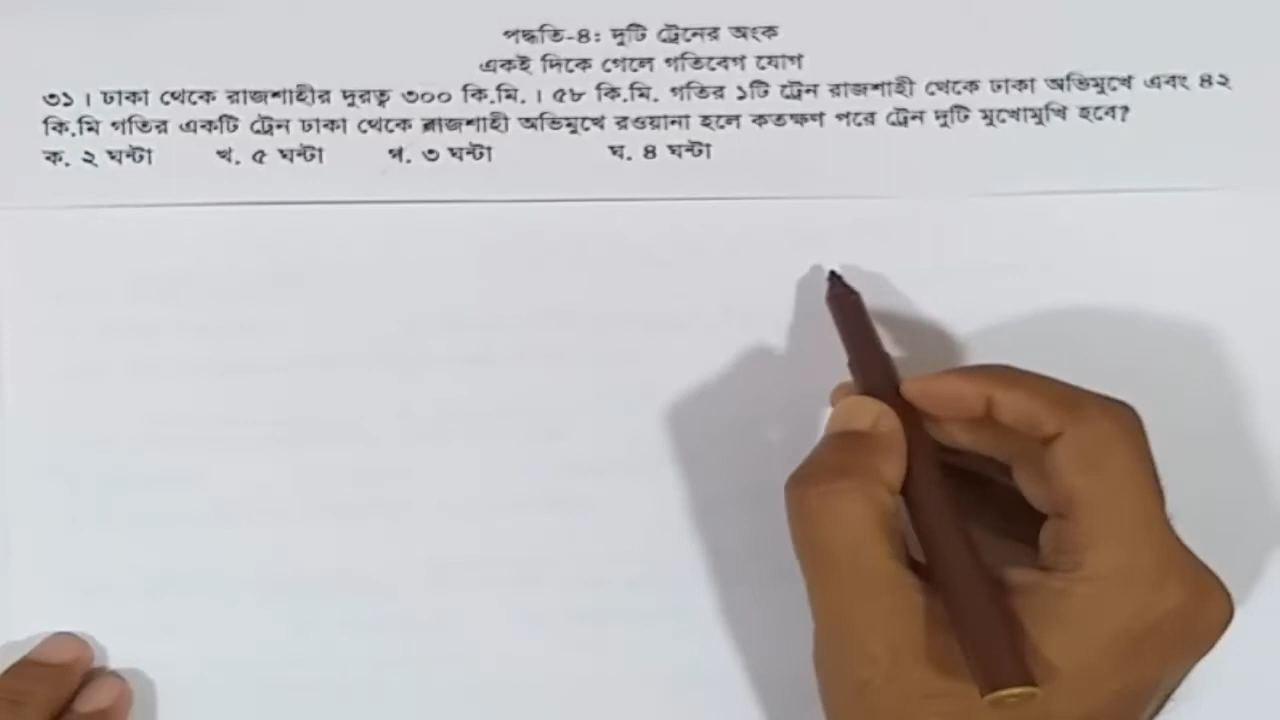 পদ্ধতি-৪: দুটি ট্রেনের অংক
একই দিকে গেলে গতিবেগ যোগ
৩১। ঢাকা থেকে রাজশাহীর দুরত্ব ৩০০ কি.মি.। ৫৮ কি.মি. গতির ১টি ট্রেন রাজশাহী থেকে ঢাকা অভিমুখে এবং ৪২
কি.মি গতির একটি ট্রেন ঢাকা থেকে রাজশাহী অভিমুখে রওয়ানা হলে কতক্ষণ পরে ট্রেন দুটি মুখোমুখি হবে?
ক. ২ ঘন্টা খ. ৫ ঘন্টা গ. ৩ ঘন্টা ঘ. ৪ ঘন্টা